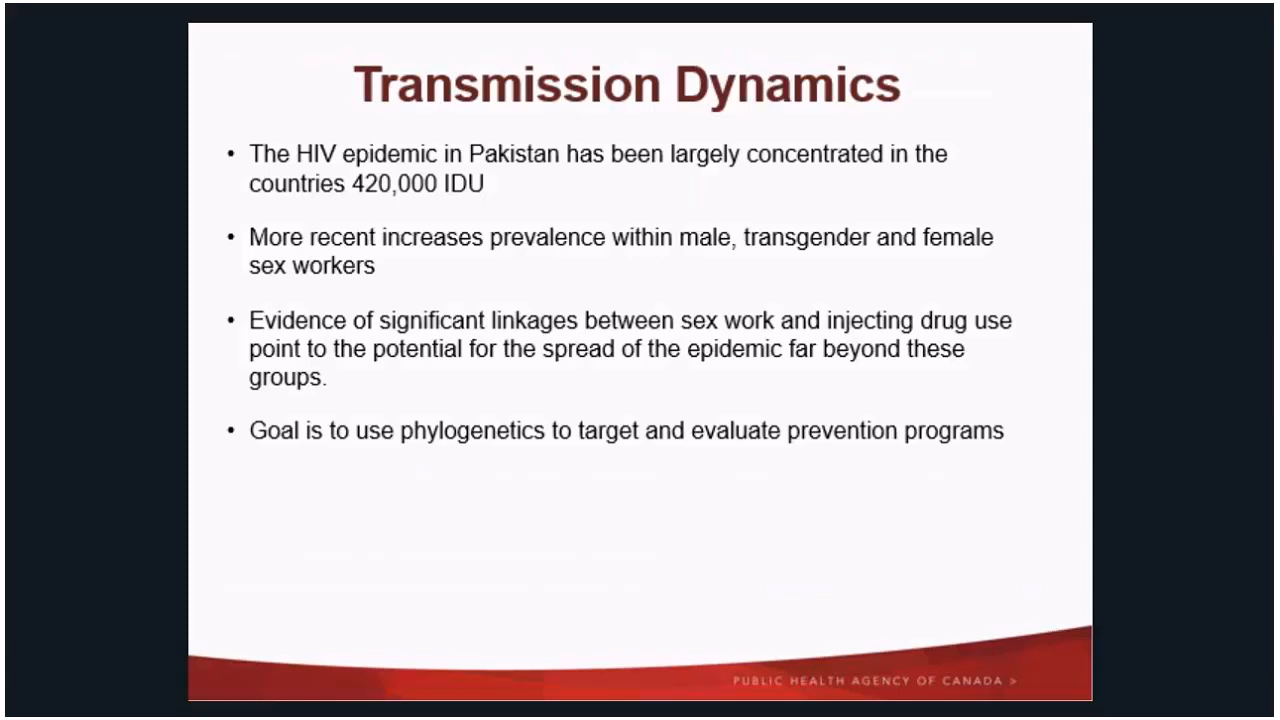 Transmission Dynamics
• The HIV epidemic in Pakistan has been largely concentrated in the
countries 420,000 IDU
• More recent increases prevalence within male, transgender and female
sex workers
• Evidence of significant linkages between sex work and injecting drug use
point to the potential for the spread of the epidemic far beyond these
groups.
• Goal is to use phylogenetics to target and evaluate prevention programs
PUBLIC HEALTH AGENCY OF CANADA >